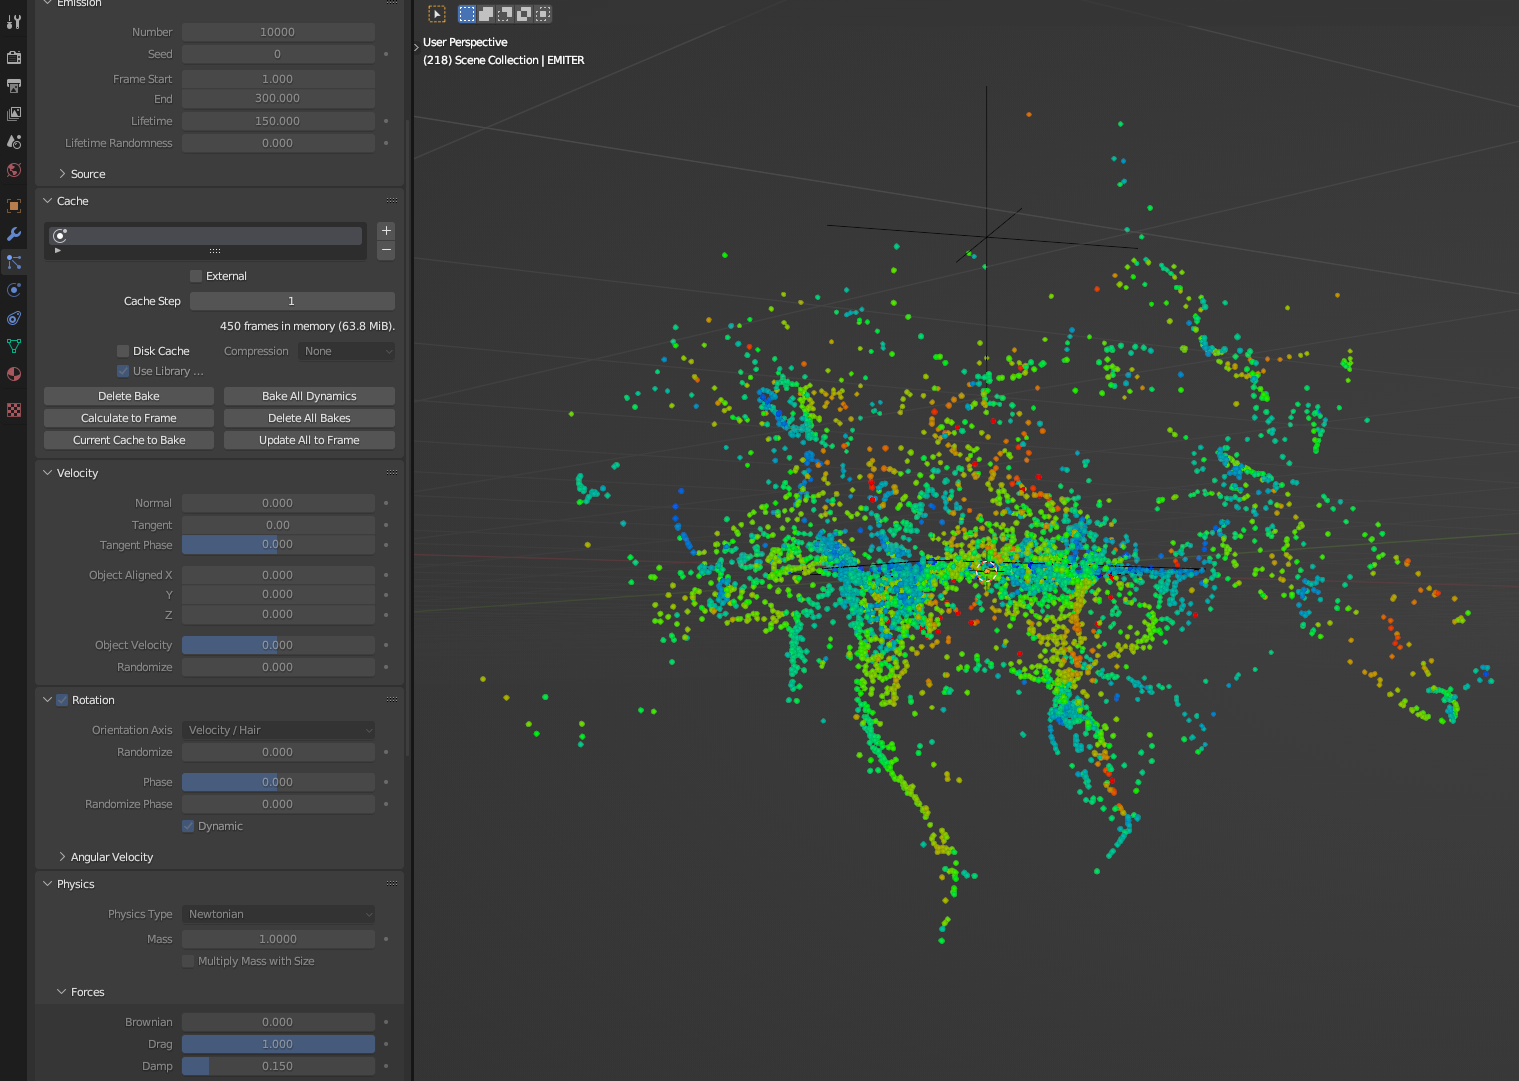 Emission
Number 10000
Seed 0
Frame Start 1.000
End 300.000
Lifetime 150.000
Lifetime Randomness 0.000
Source
Cache
External
Cache Step 1
450 frames in memory (63.8 MiB).
Disk Cache Compression None
Use Library ...
Delete Bake Bake All Dynamics
Calculate to Frame Delete All Bakes
Current Cache to Bake Update All to Frame
Velocity
Normal 0.000
Tangent 0.00
Tangent Phase 0.000
Object Aligned X 0.000
Y 0.000
Z 0.000
Object Velocity 0.000
Randomize 0.000
Rotation
Orientation Axis Velocity / Hair
Randomize 0.000
Phase 0.000
Randomize Phase 0.000
Dynamic
Angular Velocity
Physics
Physics Type Newtonian
Mass 1.0000
Multiply Mass with Size
Forces
Brownian 0.000
Drag 1.000
Damp 0.150
User Perspective
(218) Scene Collection | EMITER